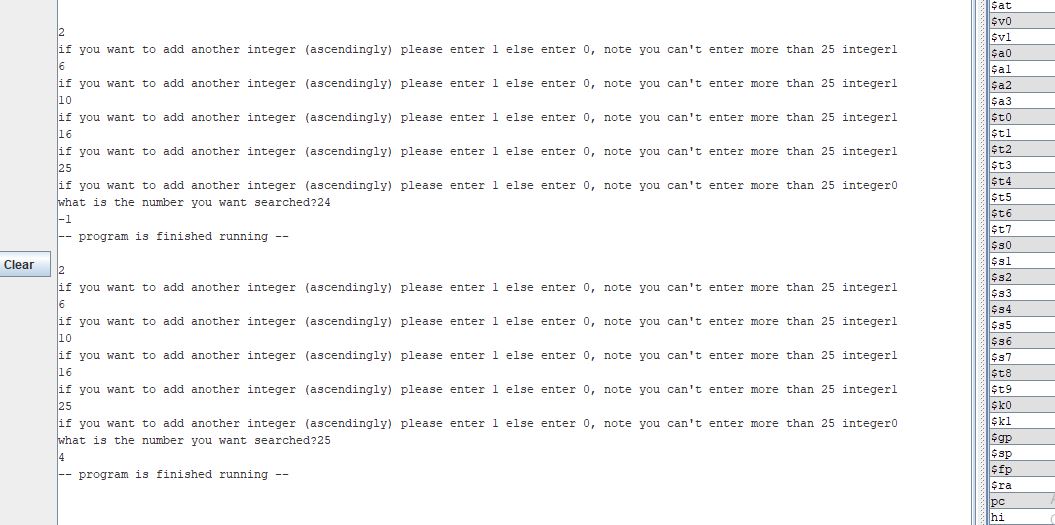 2
if you want to add another integer (ascendingly) please enter 1 else enter 0, note you can't enter more than 25 integer1
6
if you want to add another integer (ascendingly) please enter 1 else enter 0, note you can't enter more than 25 integer1
10
if you want to add another integer (ascendingly) please enter 1 else enter 0, note you can't enter more than 25 integer1
16
if you want to add another integer (ascendingly) please enter 1 else enter 0, note you can't enter more than 25 integer1
25
if you want to add another integer (ascendingly) please enter 1 else enter 0, note you can't enter more than 25 integer0
what is the number you want searched?24
-1
-- program is finished running --
2
if you want to add another integer (ascendingly) please enter 1 else enter 0, note you can't enter more than 25 integer1
6
if you want to add another integer (ascendingly) please enter 1 else enter 0, note you can't enter more than 25 integer1
10
if you want to add another integer (ascendingly) please enter 1 else enter 0, note you can't enter more than 25 integer1
16
if you want to add another integer (ascendingly) please enter 1 else enter 0, note you can't enter more than 25 integer1
25
if you want to add another integer (ascendingly) please enter 1 else enter 0, note you can't enter more than 25 integer0
what is the number you want searched?25
4
-- program is finished running --
Clear
$at
$v0
$v1
$a0
$a1
$a2
$a3
$t0
$t1
$t2
$t3
$t4
$t5
$t6
$t7
$s0
$s1
$s2
$s3
$s4
$s5
$s6
$s7
$t8
$t9
$k0
$k1
$gp
$sp
$fp
$ra
pc
hi